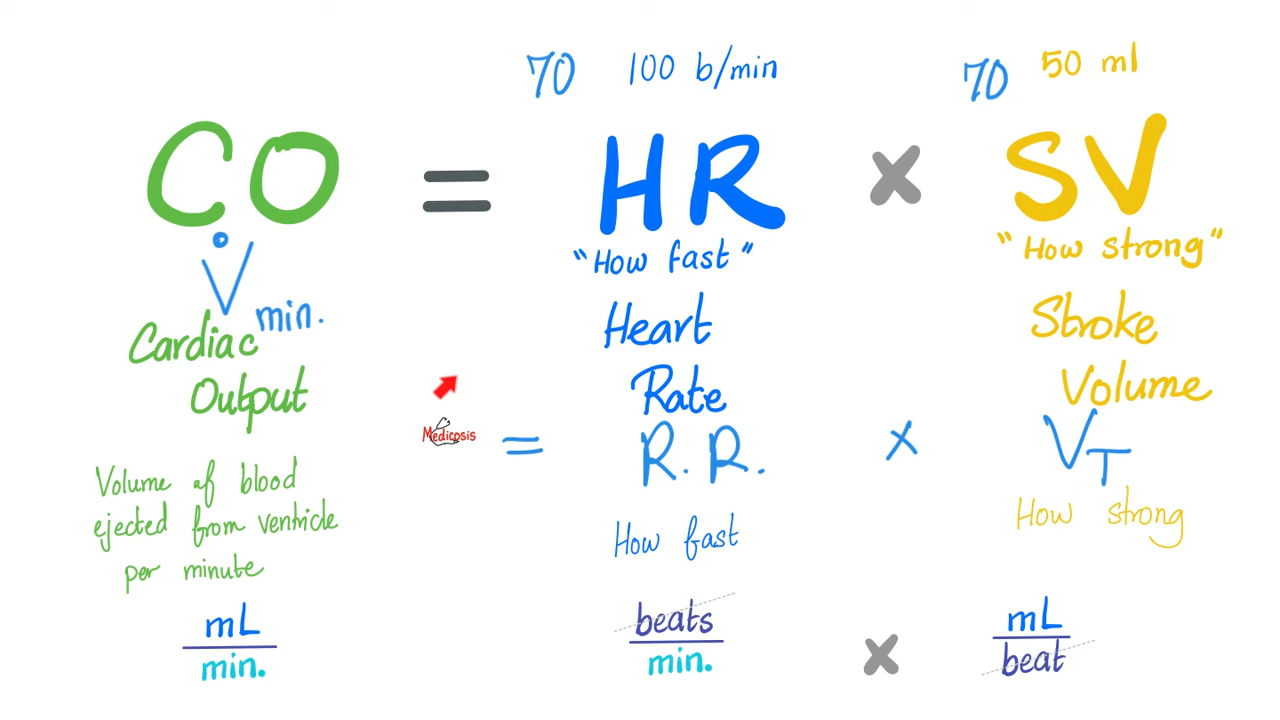 70 100 b/min 70 50 ml
CO = HR × SV
"How fast" "How strong"
V̇ min.
Cardiac Output
Heart Rate
Stroke Volume
Medicosis
= R.R. × V_T
How fast How strong
Volume of blood
ejected from ventricle
per minute
mL beats × mL
min. min. beat